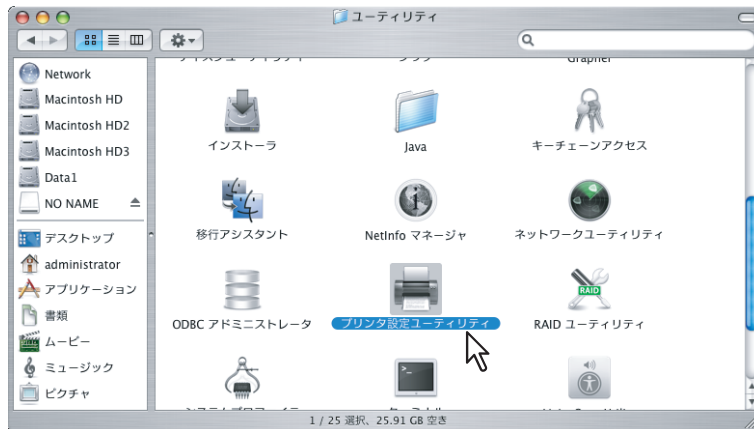 ユーティリティ
Network
Macintosh HD
Macintosh HD2
Macintosh HD3
Data1
NO NAME
デスクトップ
administrator
アプリケーション
書類
ムービー
ミュージック
ピクチャ
Grapher
インストーラ
Java
キーチェーンアクセス
移行アシスタント
NetInfo マネージャ
ネットワークユーティリティ
ODBC アドミニストレータ
プリンタ設定ユーティリティ
RAID
RAID ユーティリティ
1 / 25 選択、25.91 GB 空き